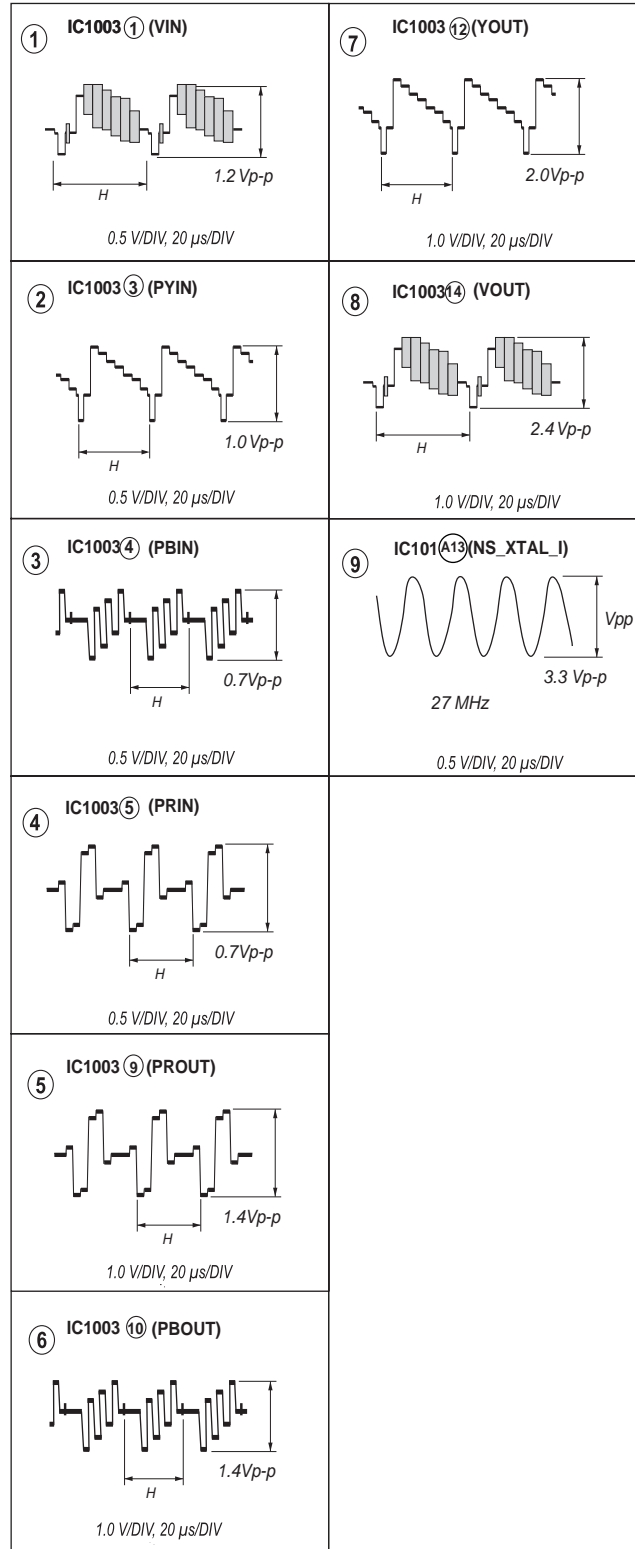 1 IC1003 1 (VIN)
1.2 Vp-p
H
0.5 V/DIV, 20 µs/DIV
2 IC1003 3 (PYIN)
1.0 Vp-p
H
0.5 V/DIV, 20 µs/DIV
3 IC1003 4 (PBIN)
0.7Vp-p
H
0.5 V/DIV, 20 µs/DIV
4 IC1003 5 (PRIN)
0.7Vp-p
H
0.5 V/DIV, 20 µs/DIV
5 IC1003 9 (PROUT)
1.4Vp-p
H
1.0 V/DIV, 20 µs/DIV
6 IC1003 10 (PBOUT)
1.4Vp-p
H
1.0 V/DIV, 20 µs/DIV
7 IC1003 12 (YOUT)
2.0Vp-p
H
1.0 V/DIV, 20 µs/DIV
8 IC1003 14 (VOUT)
2.4 Vp-p
H
1.0 V/DIV, 20 µs/DIV
9 IC101 A13 (NS_XTAL_I)
Vpp
3.3 Vp-p
27 MHz
0.5 V/DIV, 20 µs/DIV